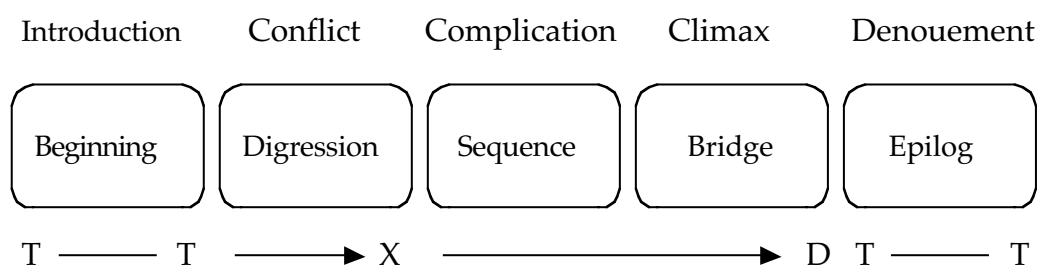 Introduction Conflict Complication Climax Denouement
Beginning Digression Sequence Bridge Epilog
T T X D T T